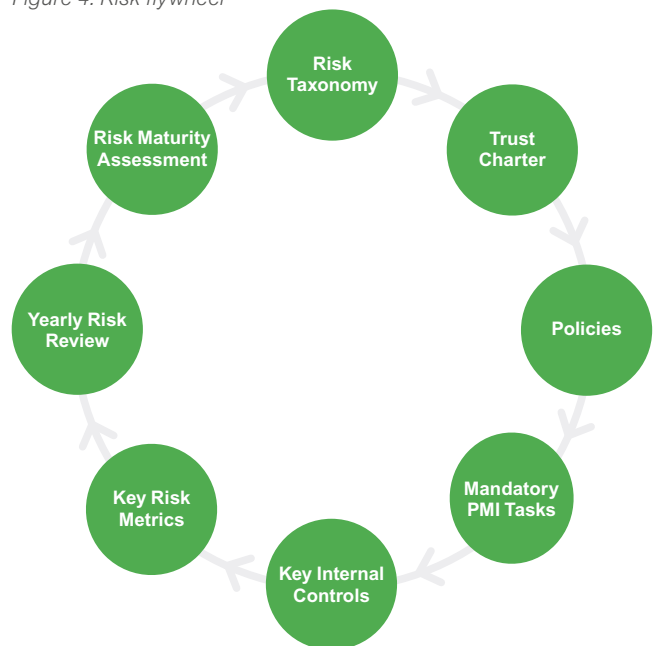 Figure 4: Risk flywheel
Risk
Taxonomy
Trust
Charter
Policies
Mandatory
PMI Tasks
Key Internal
Controls
Key Risk
Metrics
Yearly Risk
Review
Risk Maturity
Assessment